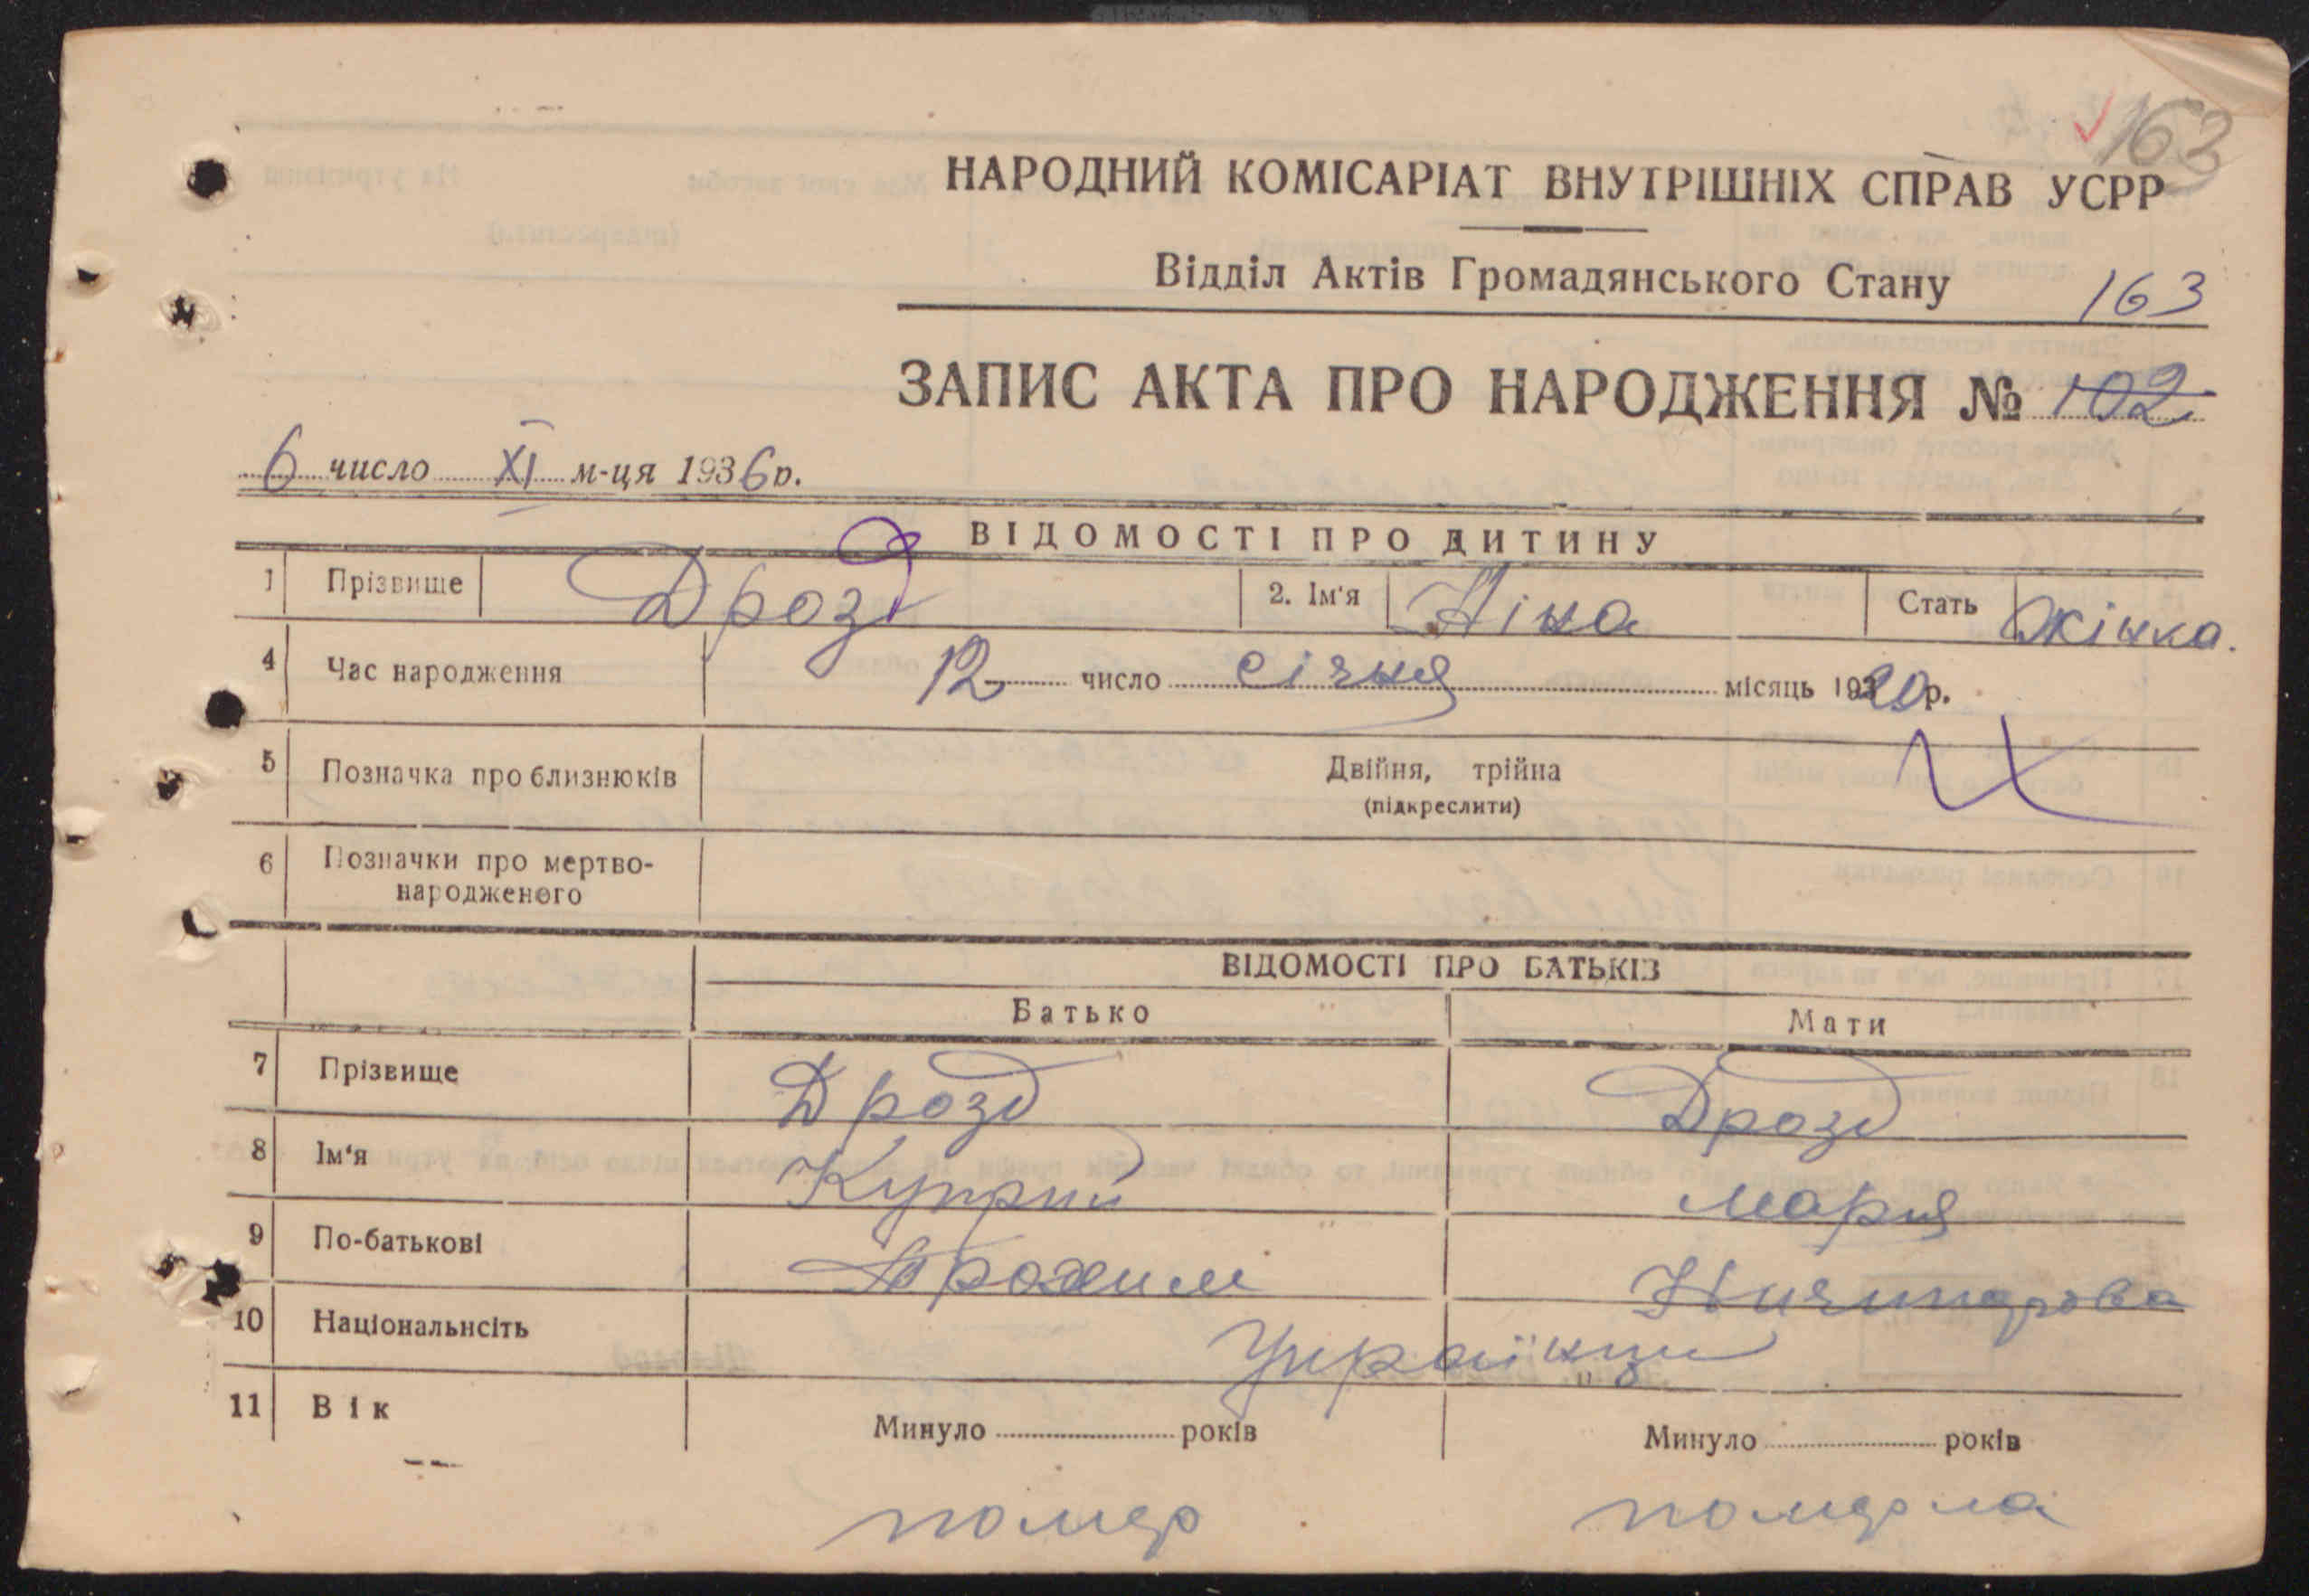 163
НАРОДНИЙ КОМІСАРІАТ ВНУТРІШНІХ СПРАВ УСРР
Відділ Актів Громадянського Стану 163
ЗАПИС АКТА ПРО НАРОДЖЕННЯ № 102
6 число XI м-ця 1936 р.
ВІДОМОСТІ ПРО ДИТИНУ
1 Прізвище Дрозд 2. Ім'я Ніна Стать жінка.
4 Час народження 12 число січня місяць 1920 р.
5 Позначка про близнюків Двійня, трійна
(підкреслити)
6 Позначки про мертво-
народженого
ВІДОМОСТІ ПРО БАТЬКІВ
Батько Мати
7 Прізвище Дрозд Дрозд
8 Ім'я Куприй Мария
9 По-батькові Трохим
10 Національнсіть Українці
11 Вік Минуло років Минуло років
помер померла